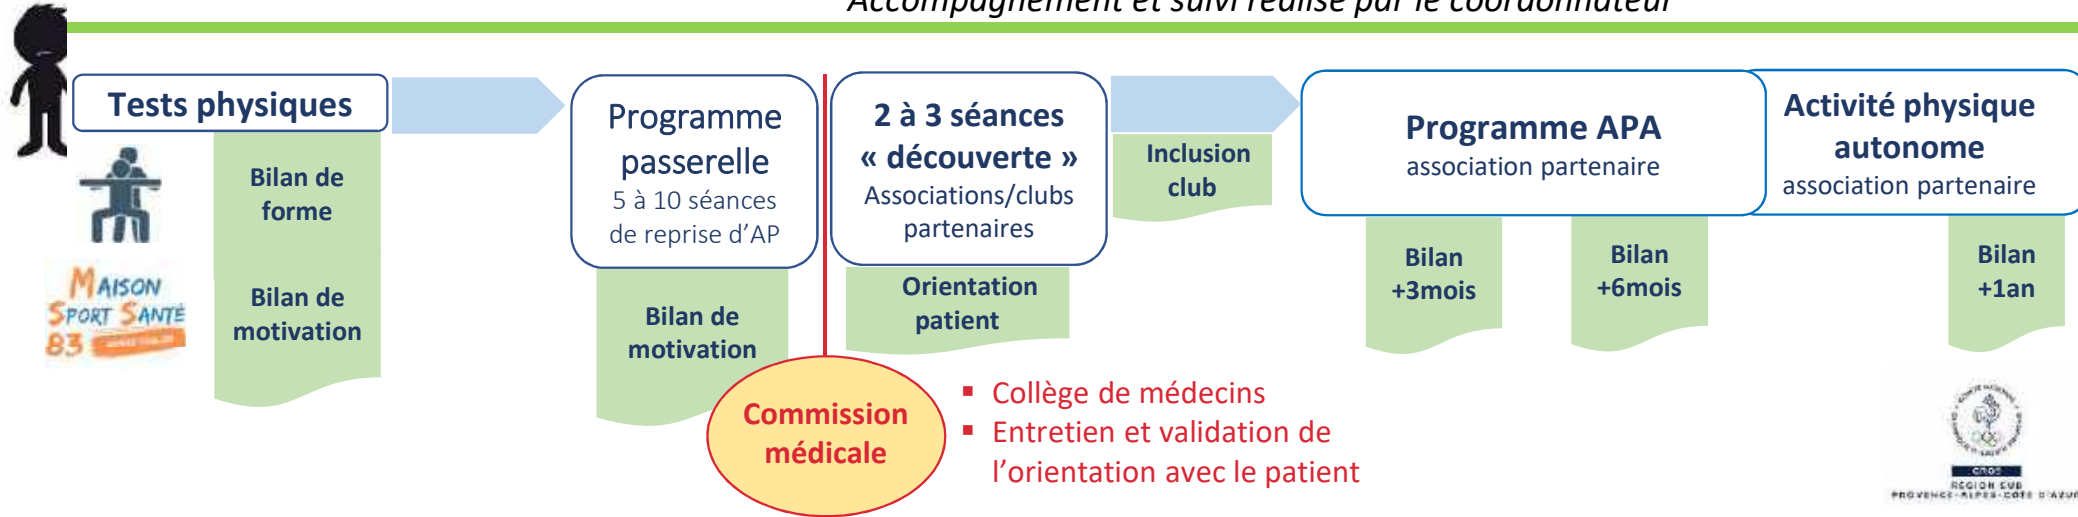 Accompagnement et suivi réalisé par le coordonnateur
Tests physiques
Bilan de
forme
Bilan de
motivation
MAISON
SPORT SANTÉ
83
Programme
passerelle
5 à 10 séances
de reprise d’AP
Bilan de
motivation
2 à 3 séances
« découverte »
Associations/clubs
partenaires
Orientation
patient
Commission
médicale
▪ Collège de médecins
▪ Entretien et validation de
l’orientation avec le patient
Inclusion
club
Programme APA
association partenaire
Bilan
+3mois
Bilan
+6mois
Activité physique
autonome
association partenaire
Bilan
+1an
CROS
REGION SUD
PROVENCE-ALPES-CÔTE D'AZUR